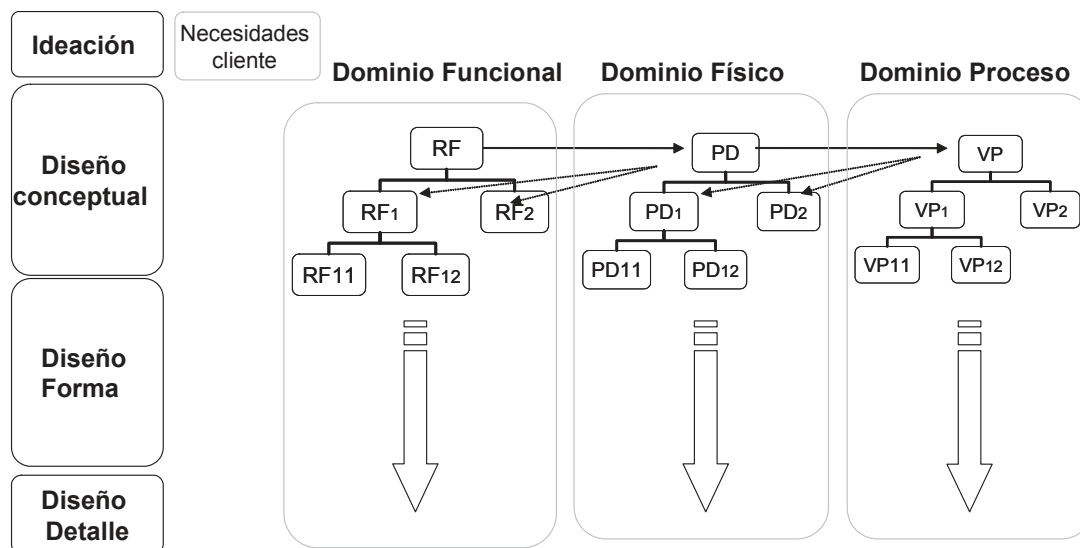 Ideación
Necesidades
cliente
Dominio Funcional
Dominio Físico
Dominio Proceso
Diseño
conceptual
RF
PD
VP
RF1
RF2
PD1
PD2
VP1
VP2
RF11
RF12
PD11
PD12
VP11
VP12
Diseño
Forma
Diseño
Detalle